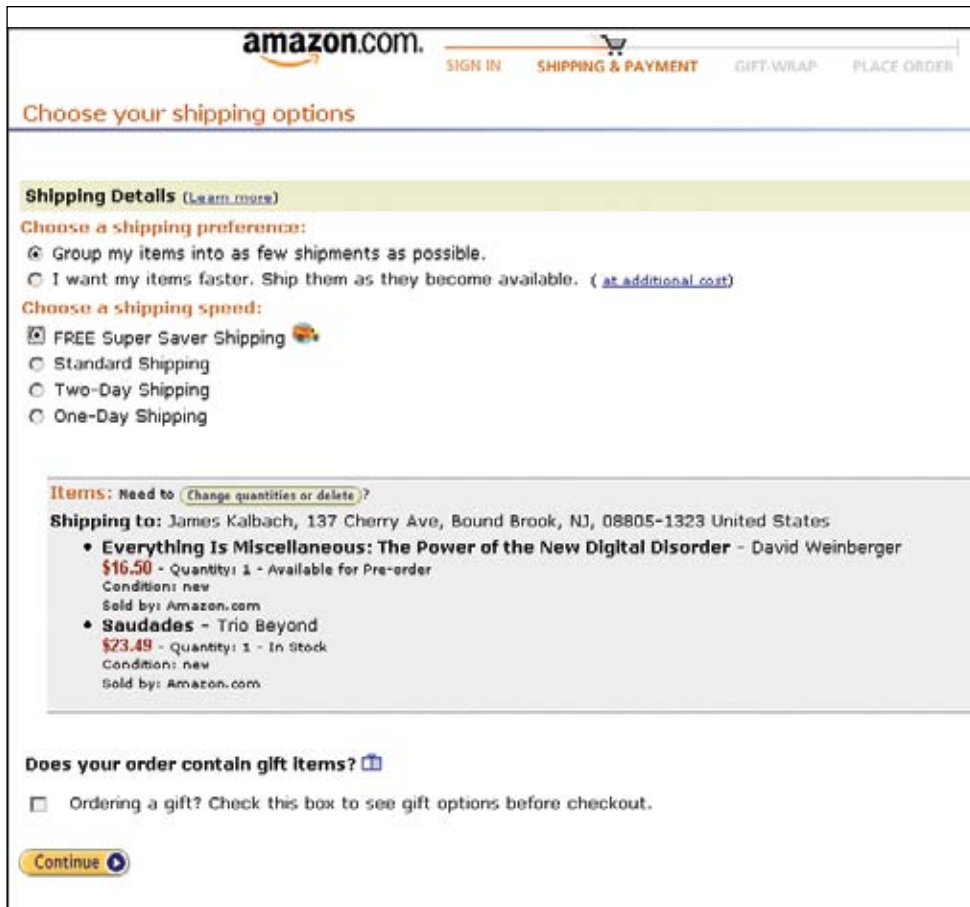 amazon.com.
SIGN IN SHIPPING & PAYMENT GIFT-WRAP PLACE ORDER
Choose your shipping options
Shipping Details (Learn more)
Choose a shipping preference:
Group my items into as few shipments as possible.
I want my items faster. Ship them as they become available. ( at additional cost)
Choose a shipping speed:
FREE Super Saver Shipping
Standard Shipping
Two-Day Shipping
One-Day Shipping
Items: Need to Change quantities or delete ?
Shipping to: James Kalbach, 137 Cherry Ave, Bound Brook, NJ, 08805-1323 United States
• Everything Is Miscellaneous: The Power of the New Digital Disorder - David Weinberger
$16.50 - Quantity: 1 - Available for Pre-order
Condition: new
Sold by: Amazon.com
• Saudades - Trio Beyond
$23.49 - Quantity: 1 - In Stock
Condition: new
Sold by: Amazon.com
Does your order contain gift items?
Ordering a gift? Check this box to see gift options before checkout.
Continue